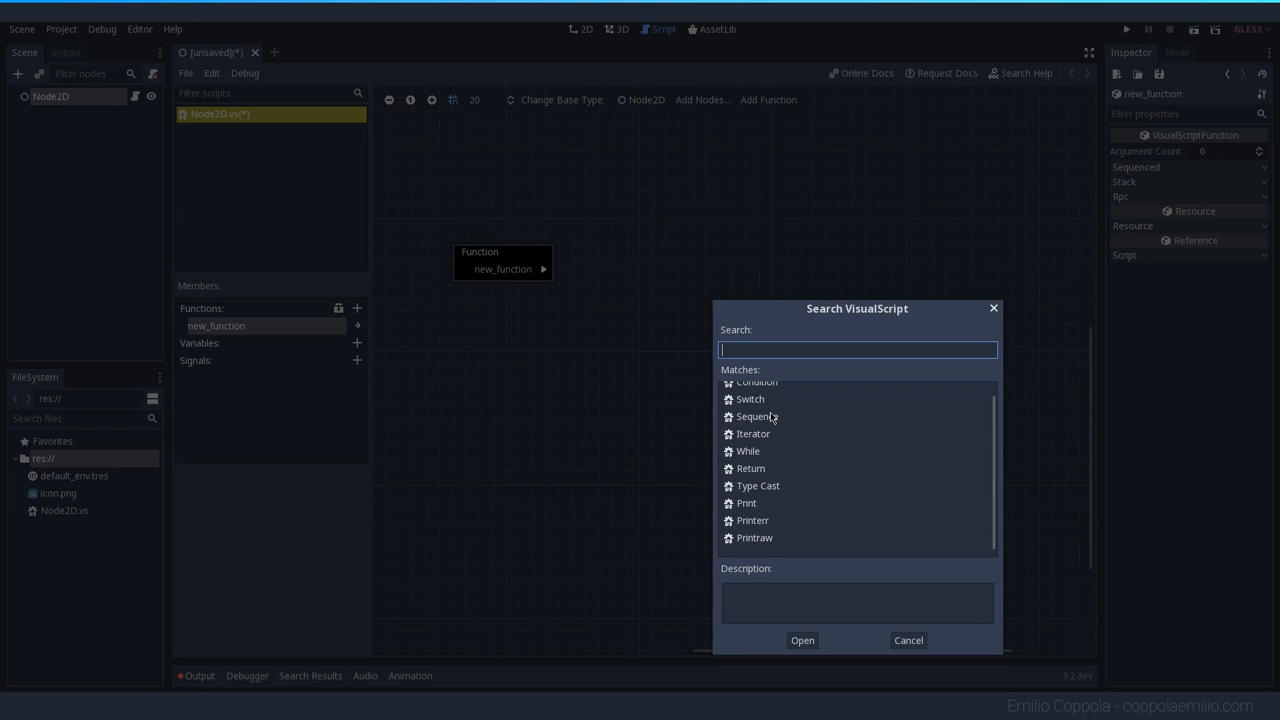 Scene Project Debug Editor Help
2D 3D Script AssetLib
GLES3
Scene Import
Filter nodes
Node2D
[unsaved](*)
File Edit Debug
Online Docs Request Docs Search Help
Filter scripts
Node2D.vs(*)
20 Change Base Type: Node2D Add Nodes... Add Function
Function
new_function
Members:
Functions:
new_function
Variables:
Signals:
FileSystem
res://
Search files
Favorites:
res://
default_env.tres
icon.png
Node2D.vs
Search VisualScript
Search:
Matches:
Condition
Switch
Sequence
Iterator
While
Return
Type Cast
Print
Printerr
Printraw
Description:
Open Cancel
Inspector Node
new_function
Filter properties
VisualScriptFunction
Argument Count 0
Sequenced
Stack
Rpc
Resource
Resource
Reference
Script
Output Debugger Search Results Audio Animation
3.2.dev
Emilio Coppola - coppolaemilio.com